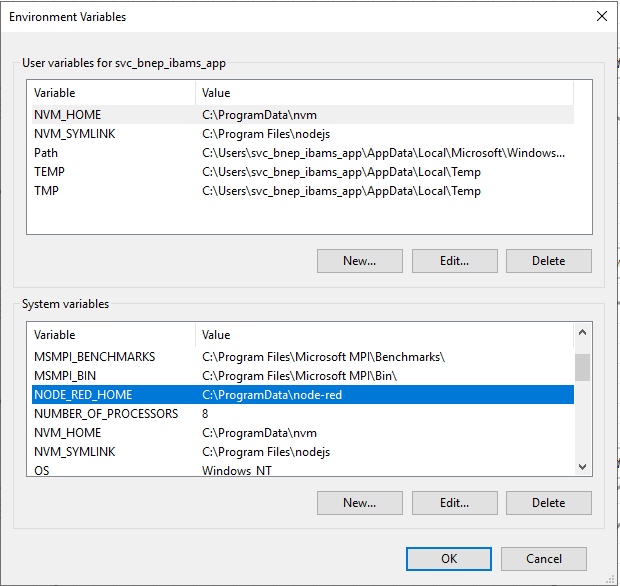 Environment Variables
User variables for svc_bnep_ibams_app
Variable Value
NVM_HOME C:\ProgramData\nvm
NVM_SYMLINK C:\Program Files\nodejs
Path C:\Users\svc_bnep_ibams_app\AppData\Local\Microsoft\Windows...
TEMP C:\Users\svc_bnep_ibams_app\AppData\Local\Temp
TMP C:\Users\svc_bnep_ibams_app\AppData\Local\Temp
New... Edit... Delete
System variables
Variable Value
MSMPI_BENCHMARKS C:\Program Files\Microsoft MPI\Benchmarks\
MSMPI_BIN C:\Program Files\Microsoft MPI\Bin\
NODE_RED_HOME C:\ProgramData\node-red
NUMBER_OF_PROCESSORS 8
NVM_HOME C:\ProgramData\nvm
NVM_SYMLINK C:\Program Files\nodejs
OS Windows_NT
New... Edit... Delete
OK Cancel